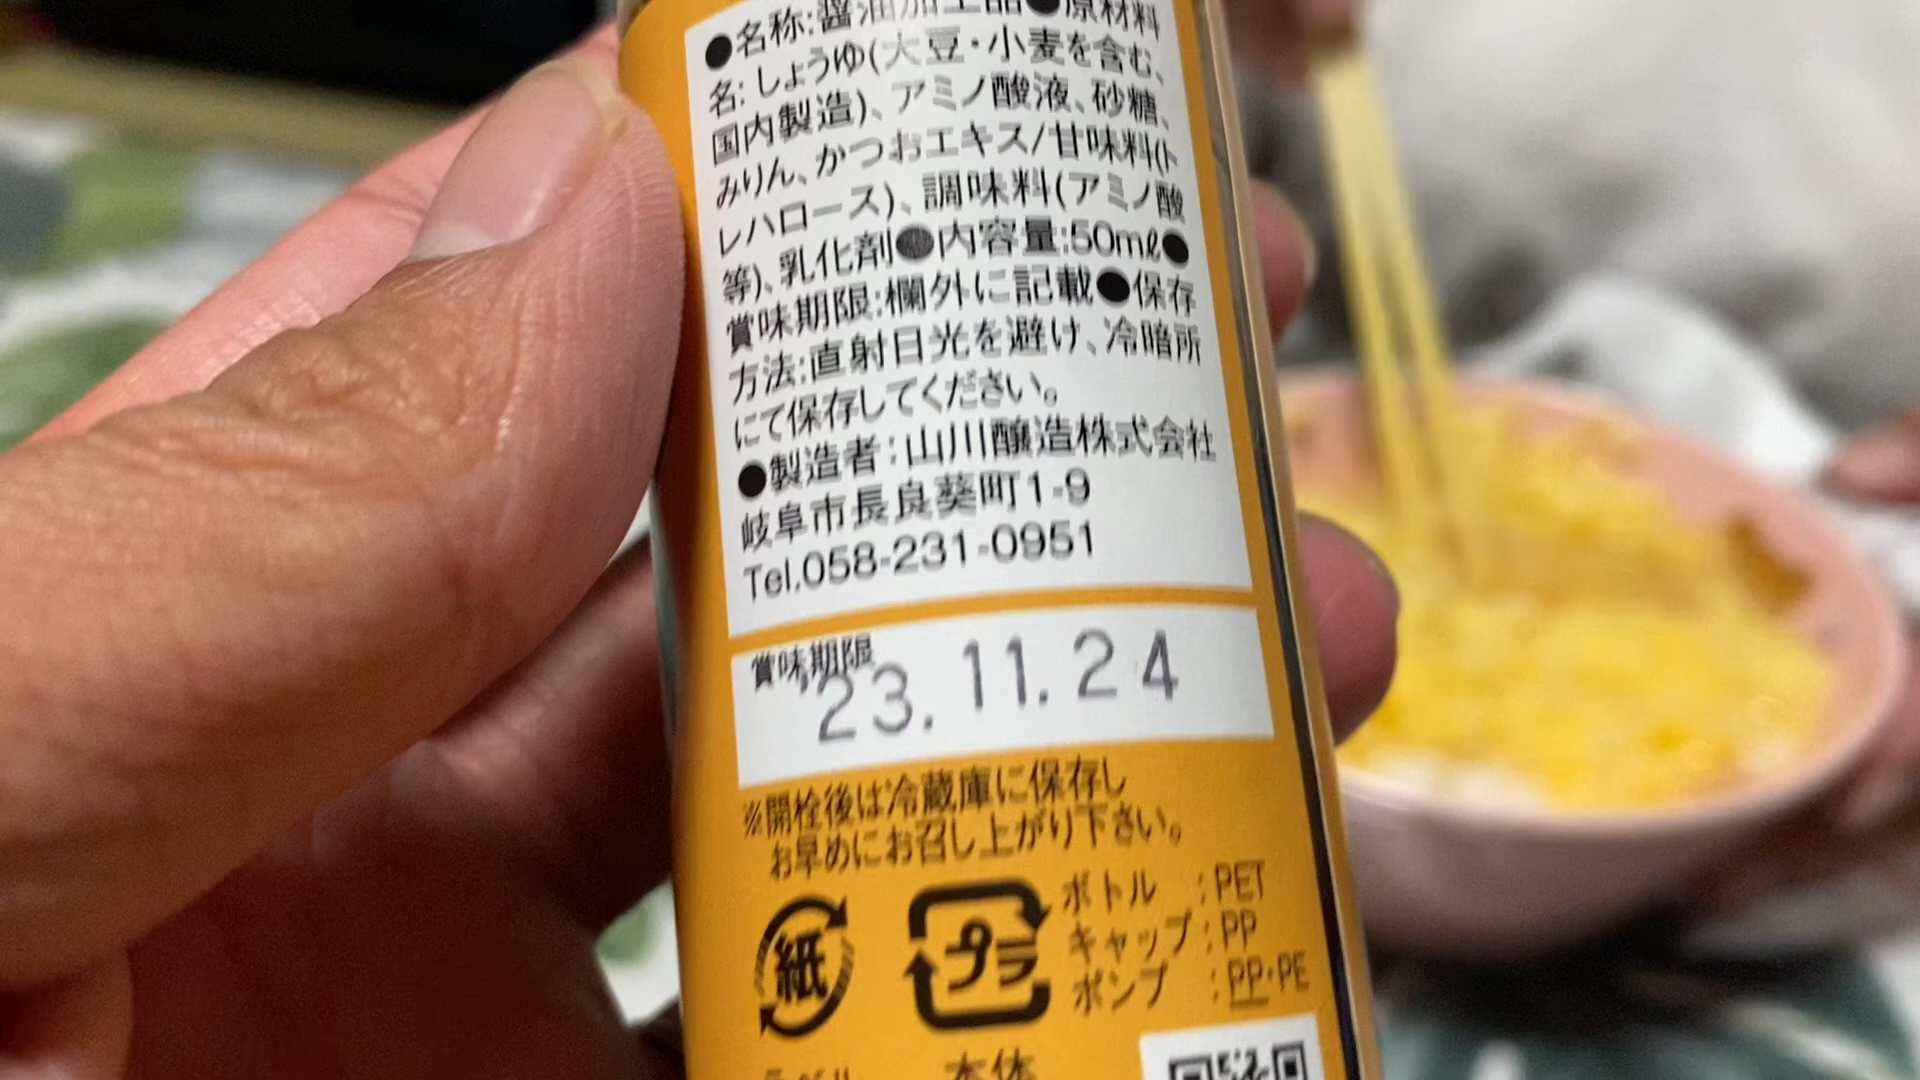 ●名称:醤油加工品●原材料
名:しょうゆ(大豆・小麦を含む、
国内製造)、アミノ酸液、砂糖、
みりん、かつおエキス/甘味料(ト
レハロース)、調味料(アミノ酸
等)、乳化剤●内容量:50mℓ●
賞味期限:欄外に記載●保存
方法:直射日光を避け、冷暗所
にて保存してください。
●製造者:山川醸造株式会社
岐阜市長良葵町1-9
Tel.058-231-0951
賞味期限
'23.11.24
※開栓後は冷蔵庫に保存し
お早めにお召し上がり下さい。
紙
プラ
ボトル :PET
キャップ:PP
ポンプ :PP・PE
ラベル 本体